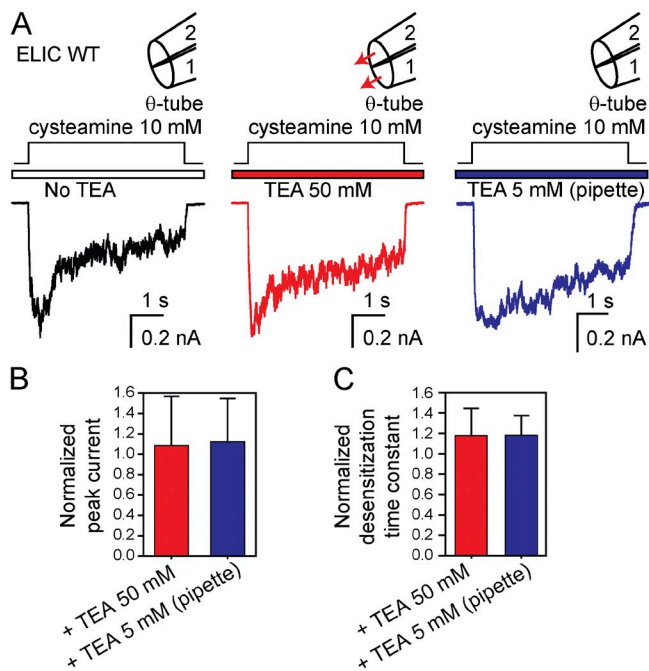 A
ELIC WT
2
1
θ-tube
cysteamine 10 mM
No TEA
2
1
θ-tube
cysteamine 10 mM
TEA 50 mM
1 s
0.2 nA
2
1
θ-tube
cysteamine 10 mM
TEA 5 mM (pipette)
1 s
0.2 nA
1 s
0.2 nA
B
Normalized
peak current
1.6
1.4
1.2
1.0
0.8
0.6
0.4
0.2
0.0
+ TEA 50 mM
+ TEA 5 mM (pipette)
C
Normalized
desensitization
time constant
1.6
1.4
1.2
1.0
0.8
0.6
0.4
0.2
0.0
+ TEA 50 mM
+ TEA 5 mM (pipette)